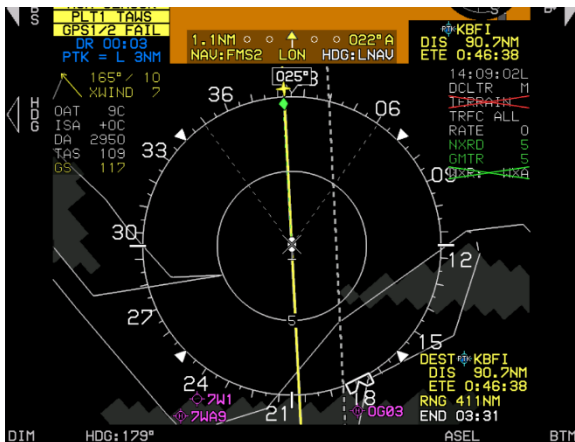 PLT1 TAWS
GPS1/2 FAIL
DR 00:03
PTK = L 3NM
1.1NM 022°A
NAV:FMS2 LON HDG:LNAV
KBFI
DIS 90.7NM
ETE 0:46:38
165°/ 10
XWIND 7
OAT 9C
ISA +0C
DA 2950
TAS 109
GS 117
HDG
025°
14:09:02L
DCLTR M
TERRAIN
TRFC ALL
RATE 0
NXRD 5
GMTR 5
36
06
33
09
30
12
27
15
24
21
18
5
7W1
7WA9
0G03
DEST KBFI
DIS 90.7NM
ETE 0:46:38
RNG 411NM
END 03:31
DIM HDG:179° ASEL BTM